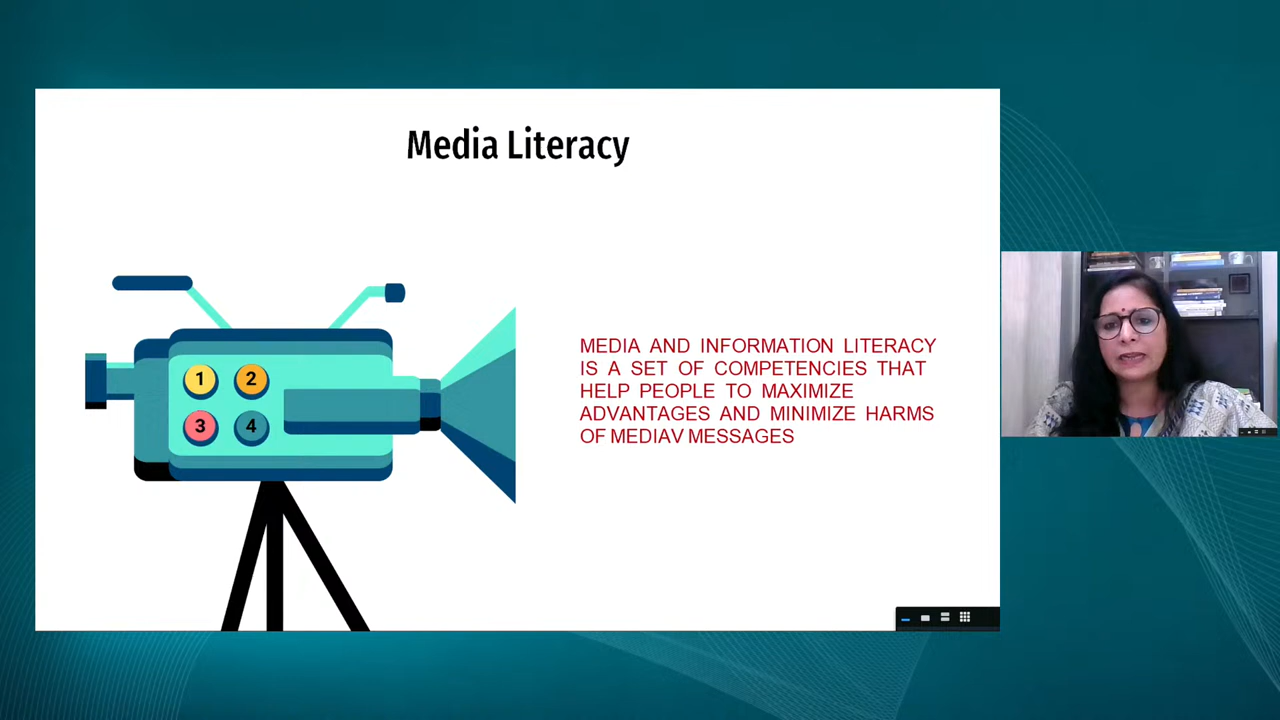 Media Literacy
1 2
3 4
MEDIA AND INFORMATION LITERACY
IS A SET OF COMPETENCIES THAT
HELP PEOPLE TO MAXIMIZE
ADVANTAGES AND MINIMIZE HARMS
OF MEDIAV MESSAGES